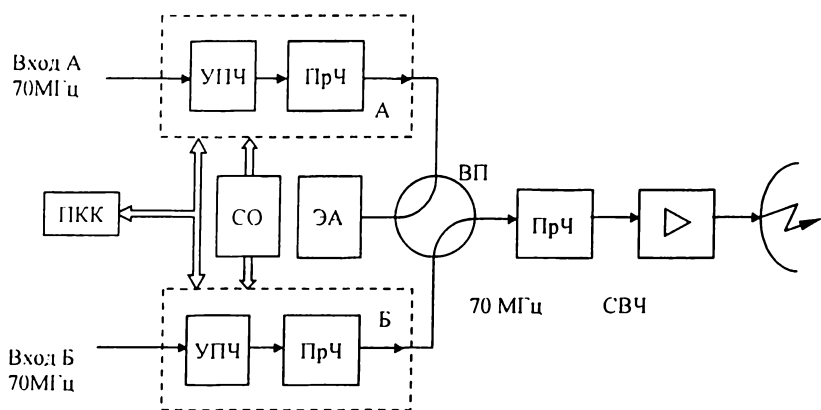 Вход А
70МГц
УПЧ
ПрЧ
А
ВП
ПКК
СО
ЭА
ПрЧ
Б
70 МГц
СВЧ
УПЧ
ПрЧ
Вход Б
70МГц